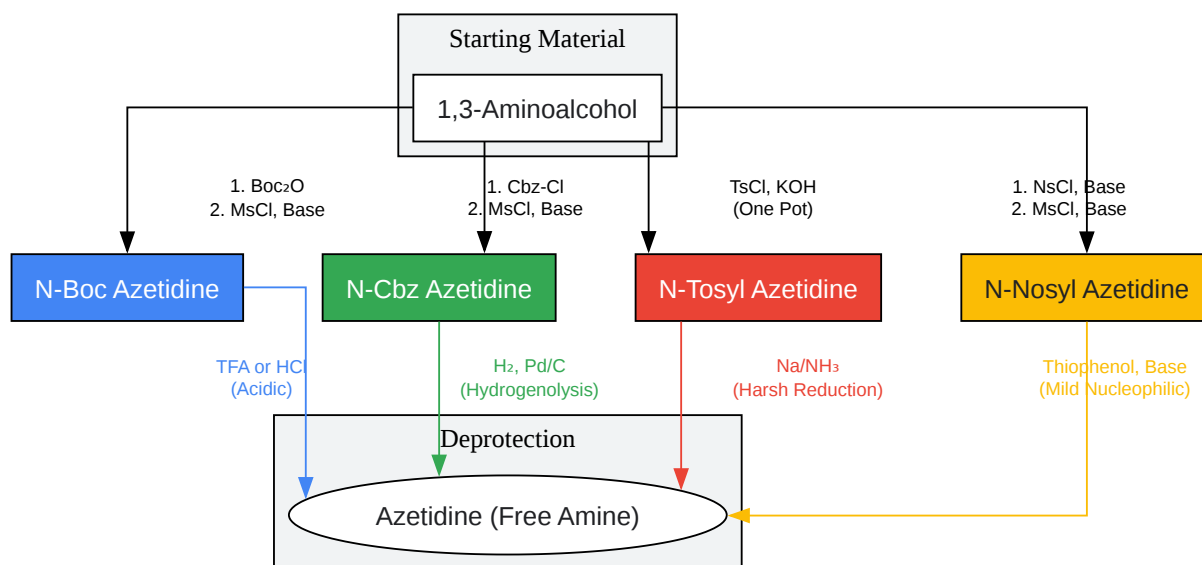 Starting Material
1,3-Aminoalcohol
1. Boc₂O
2. MsCl, Base
1. Cbz-Cl
2. MsCl, Base
TsCl, KOH
(One Pot)
1. NsCl, Base
2. MsCl, Base
N-Boc Azetidine
N-Cbz Azetidine
N-Tosyl Azetidine
N-Nosyl Azetidine
TFA or HCl
(Acidic)
H₂, Pd/C
(Hydrogenolysis)
Na/NH₃
(Harsh Reduction)
Thiophenol, Base
(Mild Nucleophilic)
Deprotection
Azetidine (Free Amine)